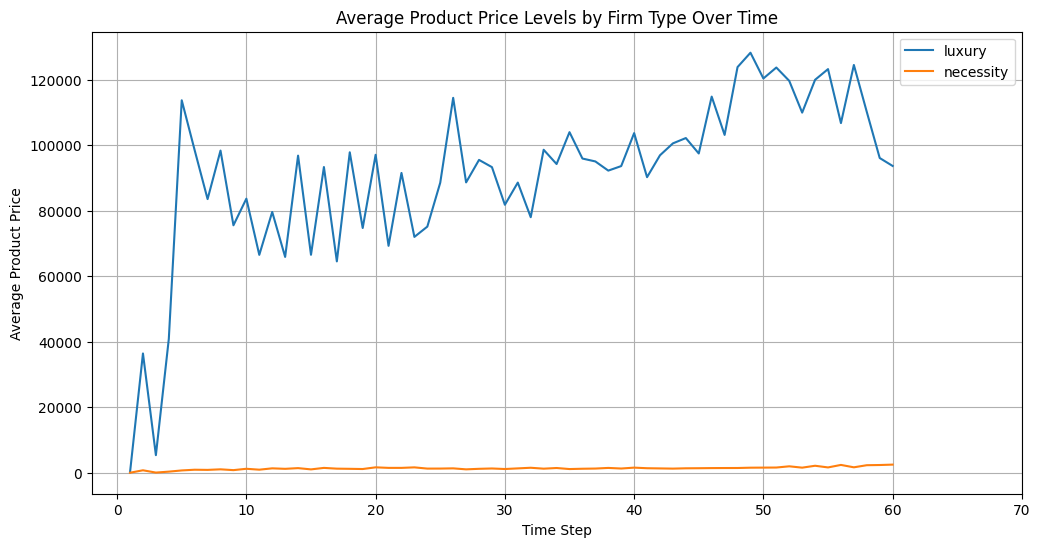 Average Product Price Levels by Firm Type Over Time
luxury
necessity
Average Product Price
120000
100000
80000
60000
40000
20000
0
0 10 20 30 40 50 60 70
Time Step